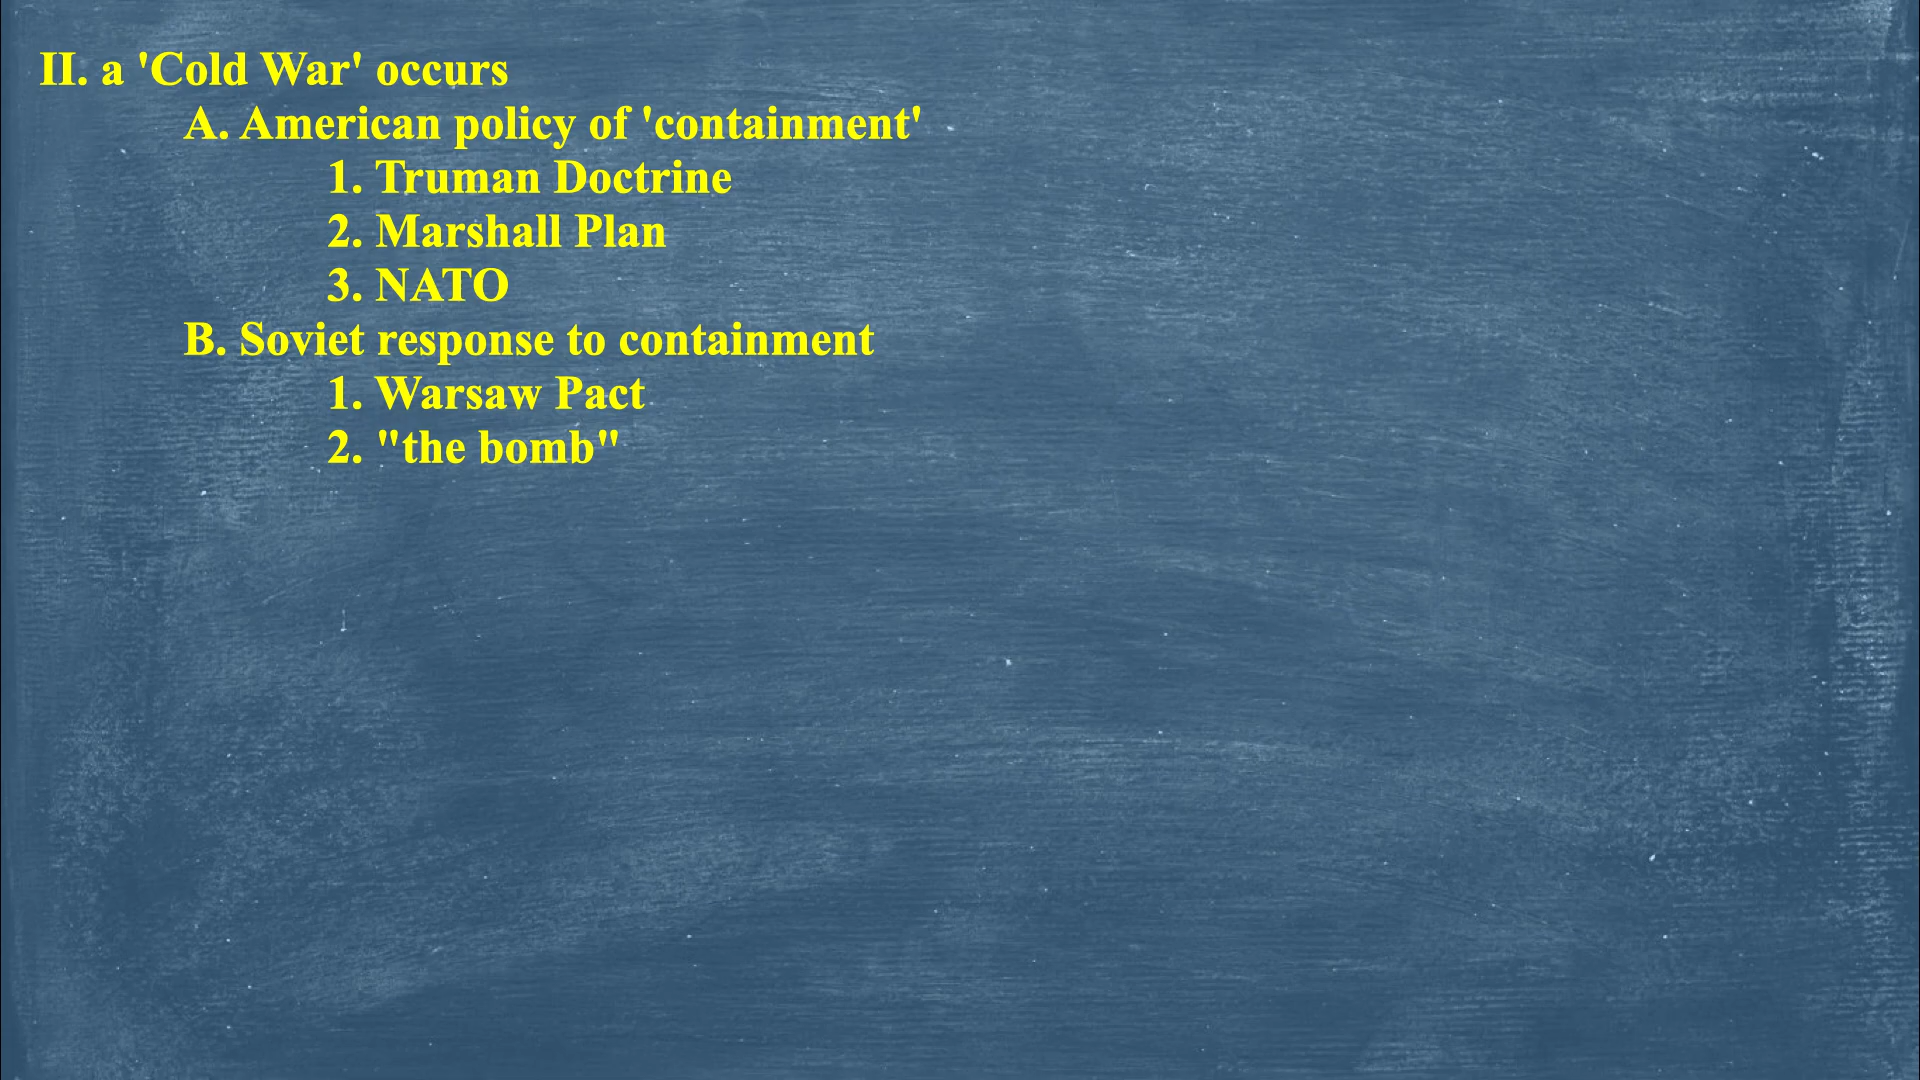 II. a 'Cold War' occurs
A. American policy of 'containment'
1. Truman Doctrine
2. Marshall Plan
3. NATO
B. Soviet response to containment
1. Warsaw Pact
2. "the bomb"